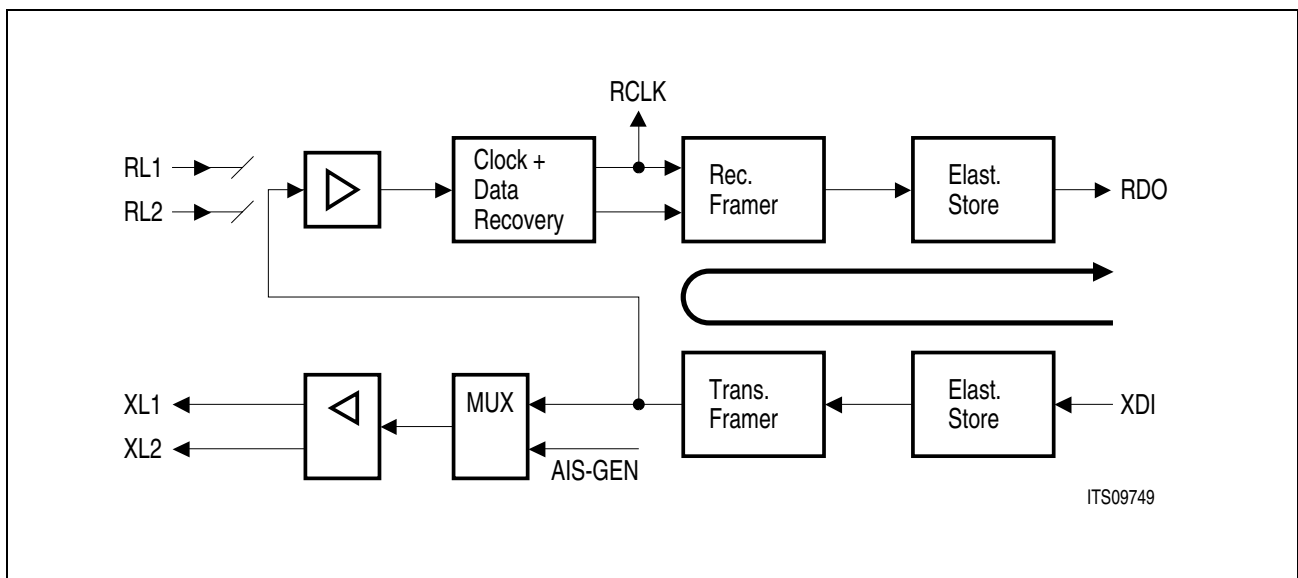 RCLK
RL1
RL2
Clock +
Data
Recovery
Rec.
Framer
Elast.
Store
RDO
XL1
XL2
MUX
AIS-GEN
Trans.
Framer
Elast.
Store
XDI
ITS09749